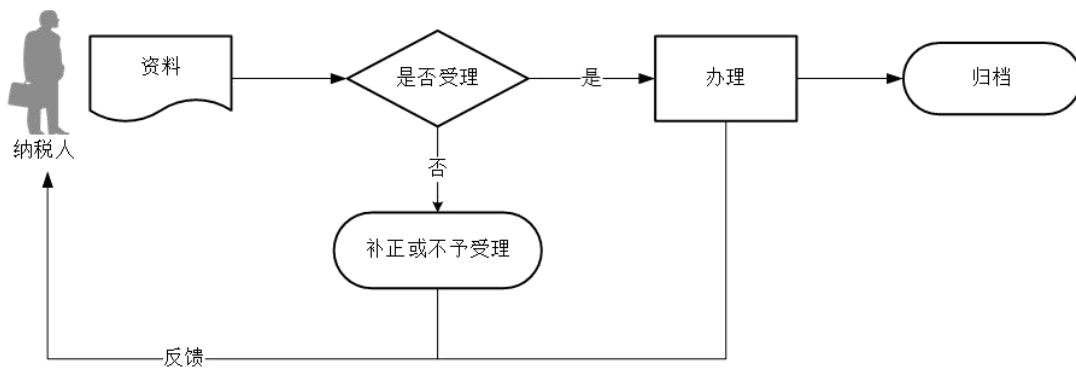 资料
是否受理
是
办理
归档
纳税人
否
补正或不予受理
反馈